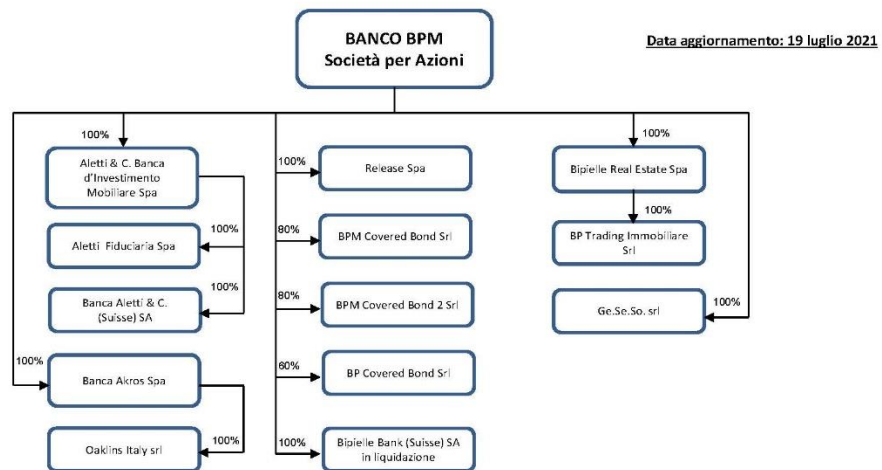 BANCO BPM
Società per Azioni
Data aggiornamento: 19 luglio 2021
100%
Aletti & C. Banca
d'Investimento
Mobiliare Spa
100%
Aletti Fiduciaria Spa
100%
Banca Aletti & C.
(Suisse) SA
100%
Banca Akros Spa
100%
Oaklins Italy srl
100%
Release Spa
80%
BPM Covered Bond Srl
80%
BPM Covered Bond 2 Srl
60%
BP Covered Bond Srl
100%
Bipielle Bank (Suisse) SA
in liquidazione
100%
Bipielle Real Estate Spa
100%
BP Trading Immobiliare
Srl
100%
Ge.Se.So. srl